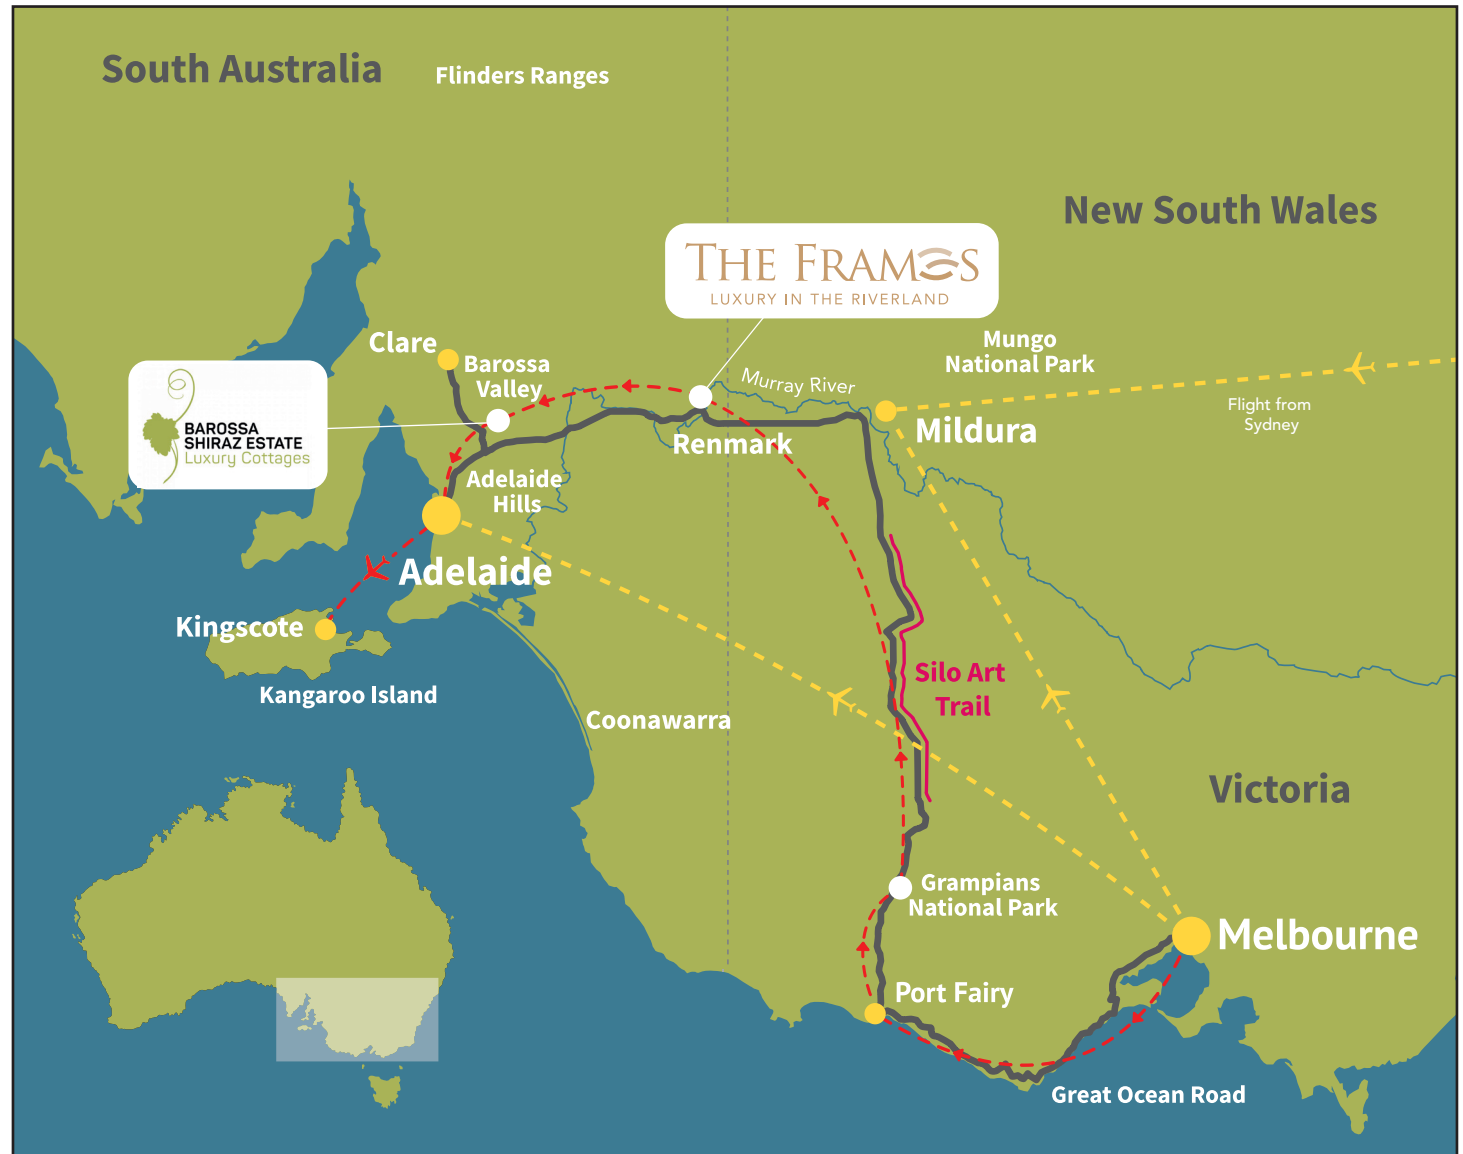 South Australia
Flinders Ranges
New South Wales
THE FRAMES
LUXURY IN THE RIVERLAND
Clare
Barossa
Valley
Mungo
National Park
Murray River
Flight from
Sydney
BAROSSA
SHIRAZ ESTATE
Luxury Cottages
Renmark
Mildura
Adelaide
Hills
Adelaide
Kingscote
Kangaroo Island
Coonawarra
Silo Art
Trail
Victoria
Grampians
National Park
Melbourne
Port Fairy
Great Ocean Road